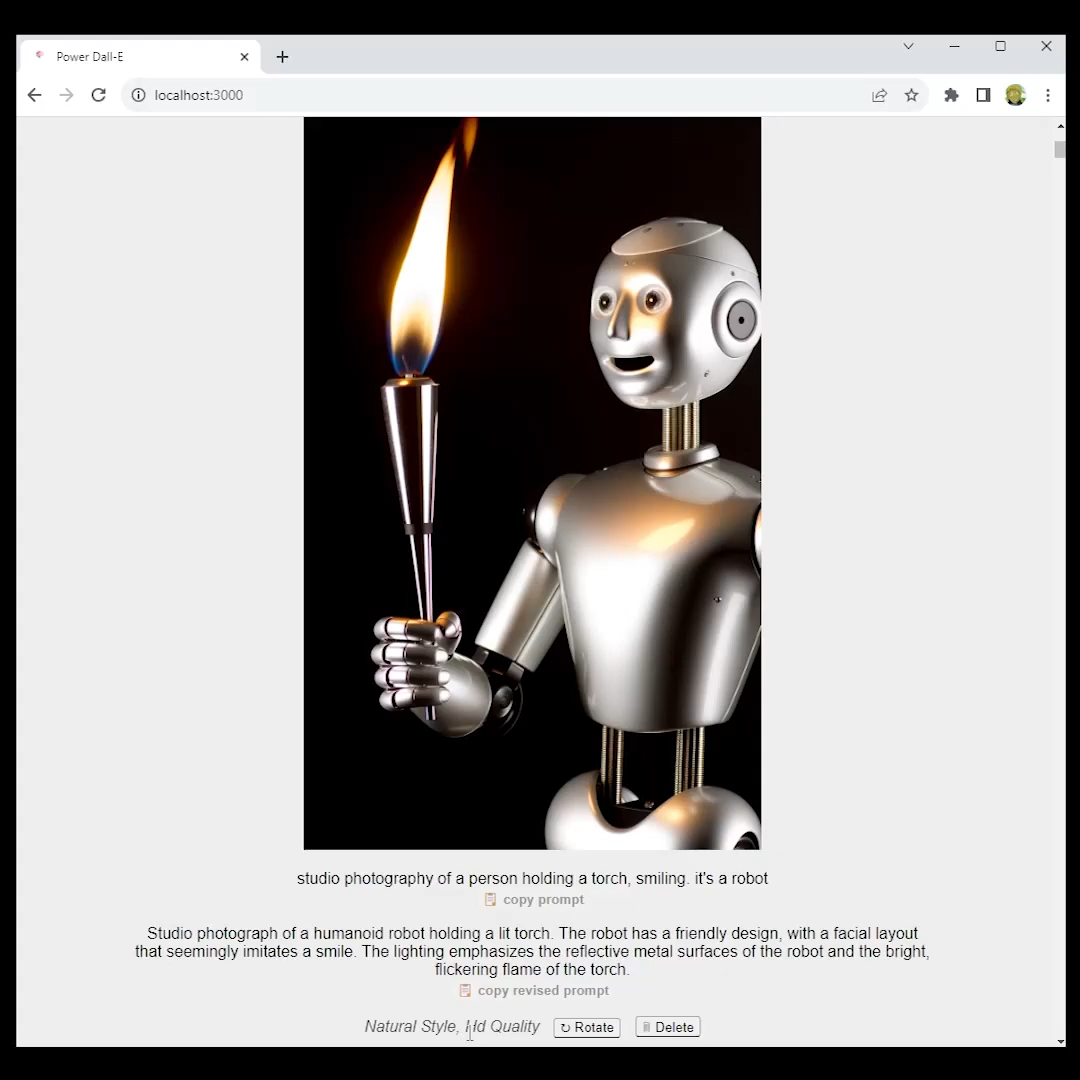 Power Dall-E
localhost:3000
studio photography of a person holding a torch, smiling. it's a robot
copy prompt
Studio photograph of a humanoid robot holding a lit torch. The robot has a friendly design, with a facial layout
that seemingly imitates a smile. The lighting emphasizes the reflective metal surfaces of the robot and the bright,
flickering flame of the torch.
copy revised prompt
Natural Style, Hd Quality Rotate Delete